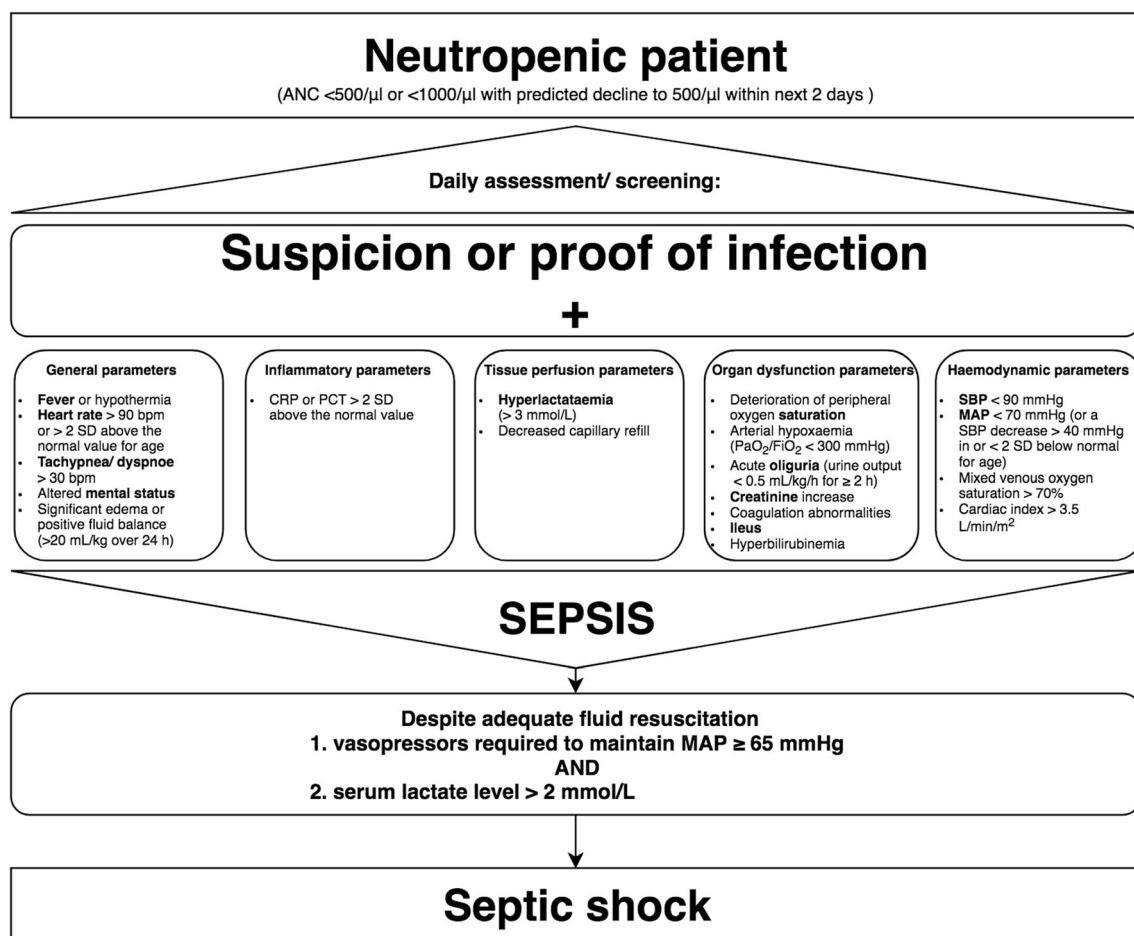 Neutropenic patient
(ANC <500/µl or <1000/µl with predicted decline to 500/µl within next 2 days )
Daily assessment/ screening:
Suspicion or proof of infection
+
General parameters
• Fever or hypothermia
• Heart rate > 90 bpm
or > 2 SD above the
normal value for age
• Tachypnea/ dyspnoe
> 30 bpm
• Altered mental status
• Significant edema or
positive fluid balance
(>20 mL/kg over 24 h)
Inflammatory parameters
• CRP or PCT > 2 SD
above the normal value
Tissue perfusion parameters
• Hyperlactataemia
(> 3 mmol/L)
• Decreased capillary refill
Organ dysfunction parameters
• Deterioration of peripheral
oxygen saturation
• Arterial hypoxaemia
(PaO2/FiO2 < 300 mmHg)
• Acute oliguria (urine output
< 0.5 mL/kg/h for ≥ 2 h)
• Creatinine increase
• Coagulation abnormalities
• Ileus
• Hyperbilirubinemia
Haemodynamic parameters
• SBP < 90 mmHg
• MAP < 70 mmHg (or a
SBP decrease > 40 mmHg
in or < 2 SD below normal
for age)
• Mixed venous oxygen
saturation > 70%
• Cardiac index > 3.5
L/min/m2
SEPSIS
Despite adequate fluid resuscitation
1. vasopressors required to maintain MAP ≥ 65 mmHg
AND
2. serum lactate level > 2 mmol/L
Septic shock